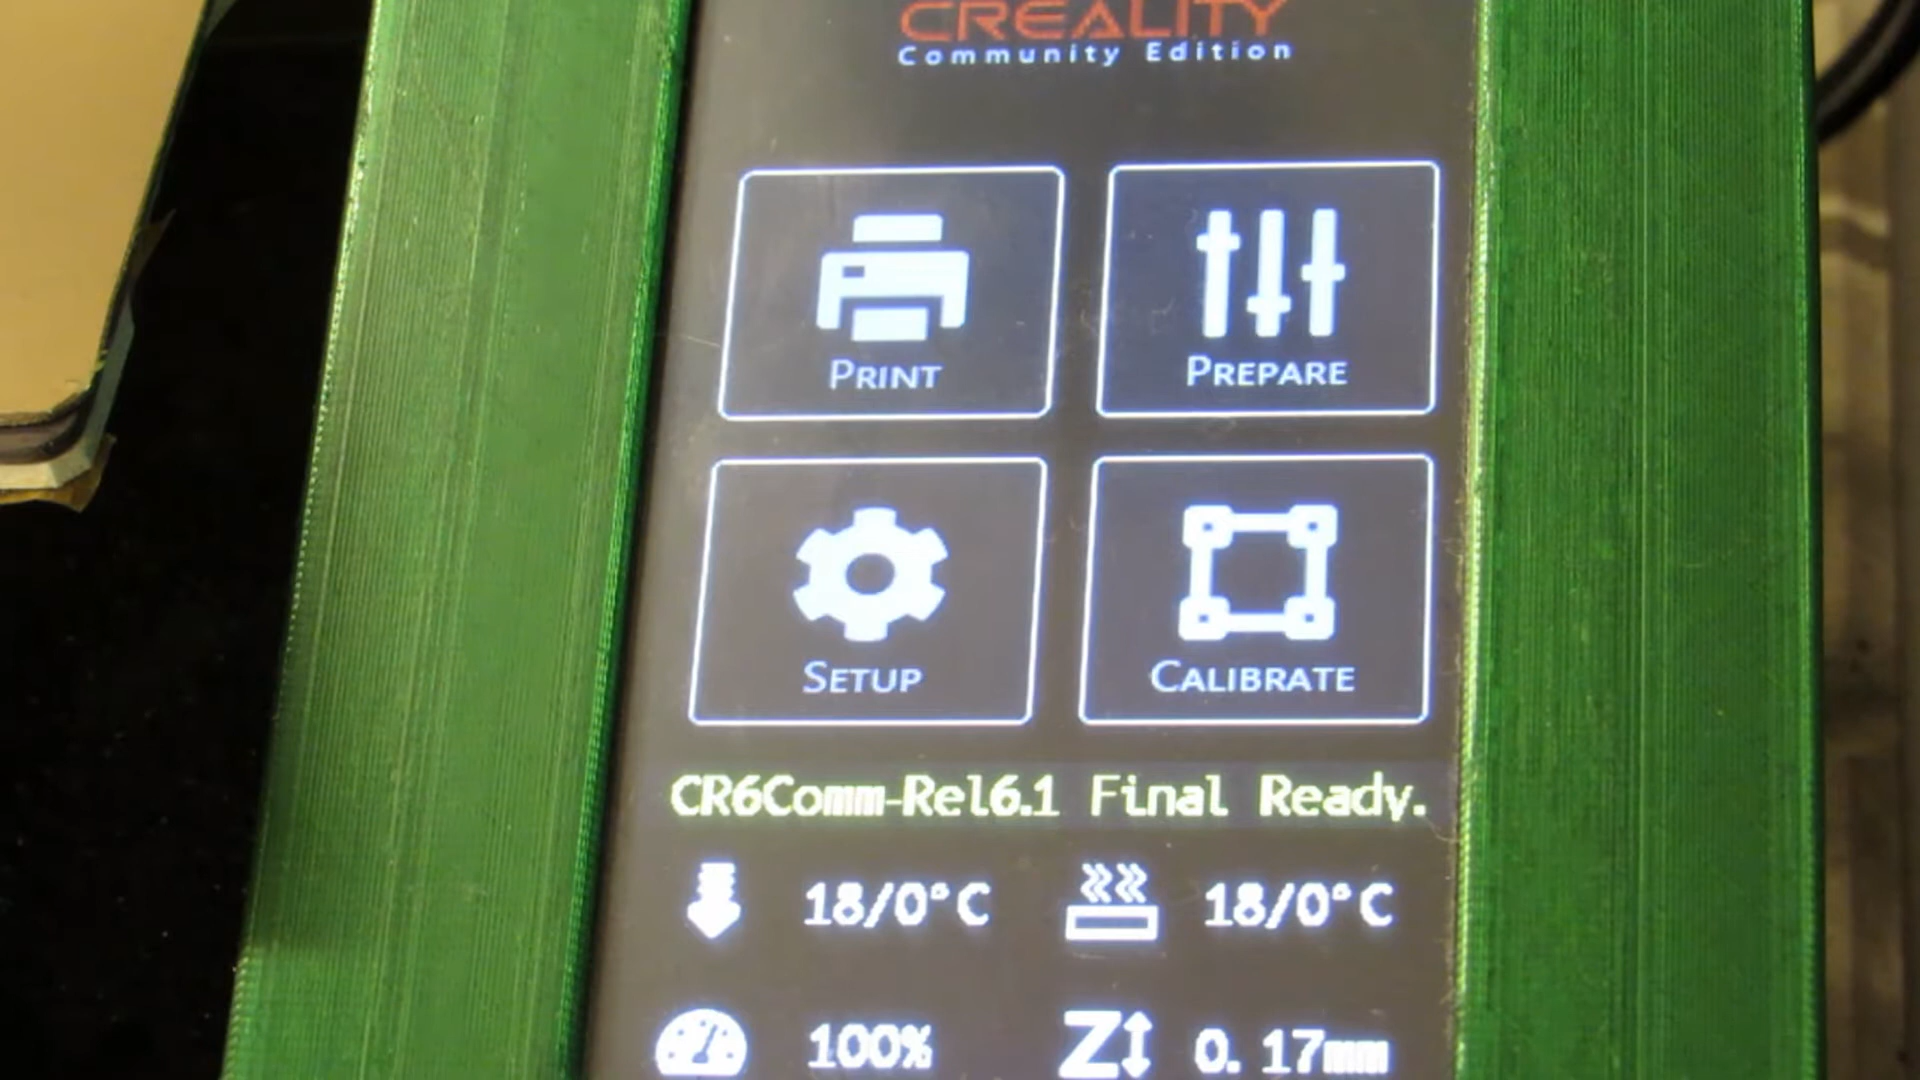 CREALITY
Community Edition
PRINT
PREPARE
SETUP
CALIBRATE
CR6Comm-Rel6.1 Final Ready.
18/0°C
18/0°C
100%
Z
0.17mm